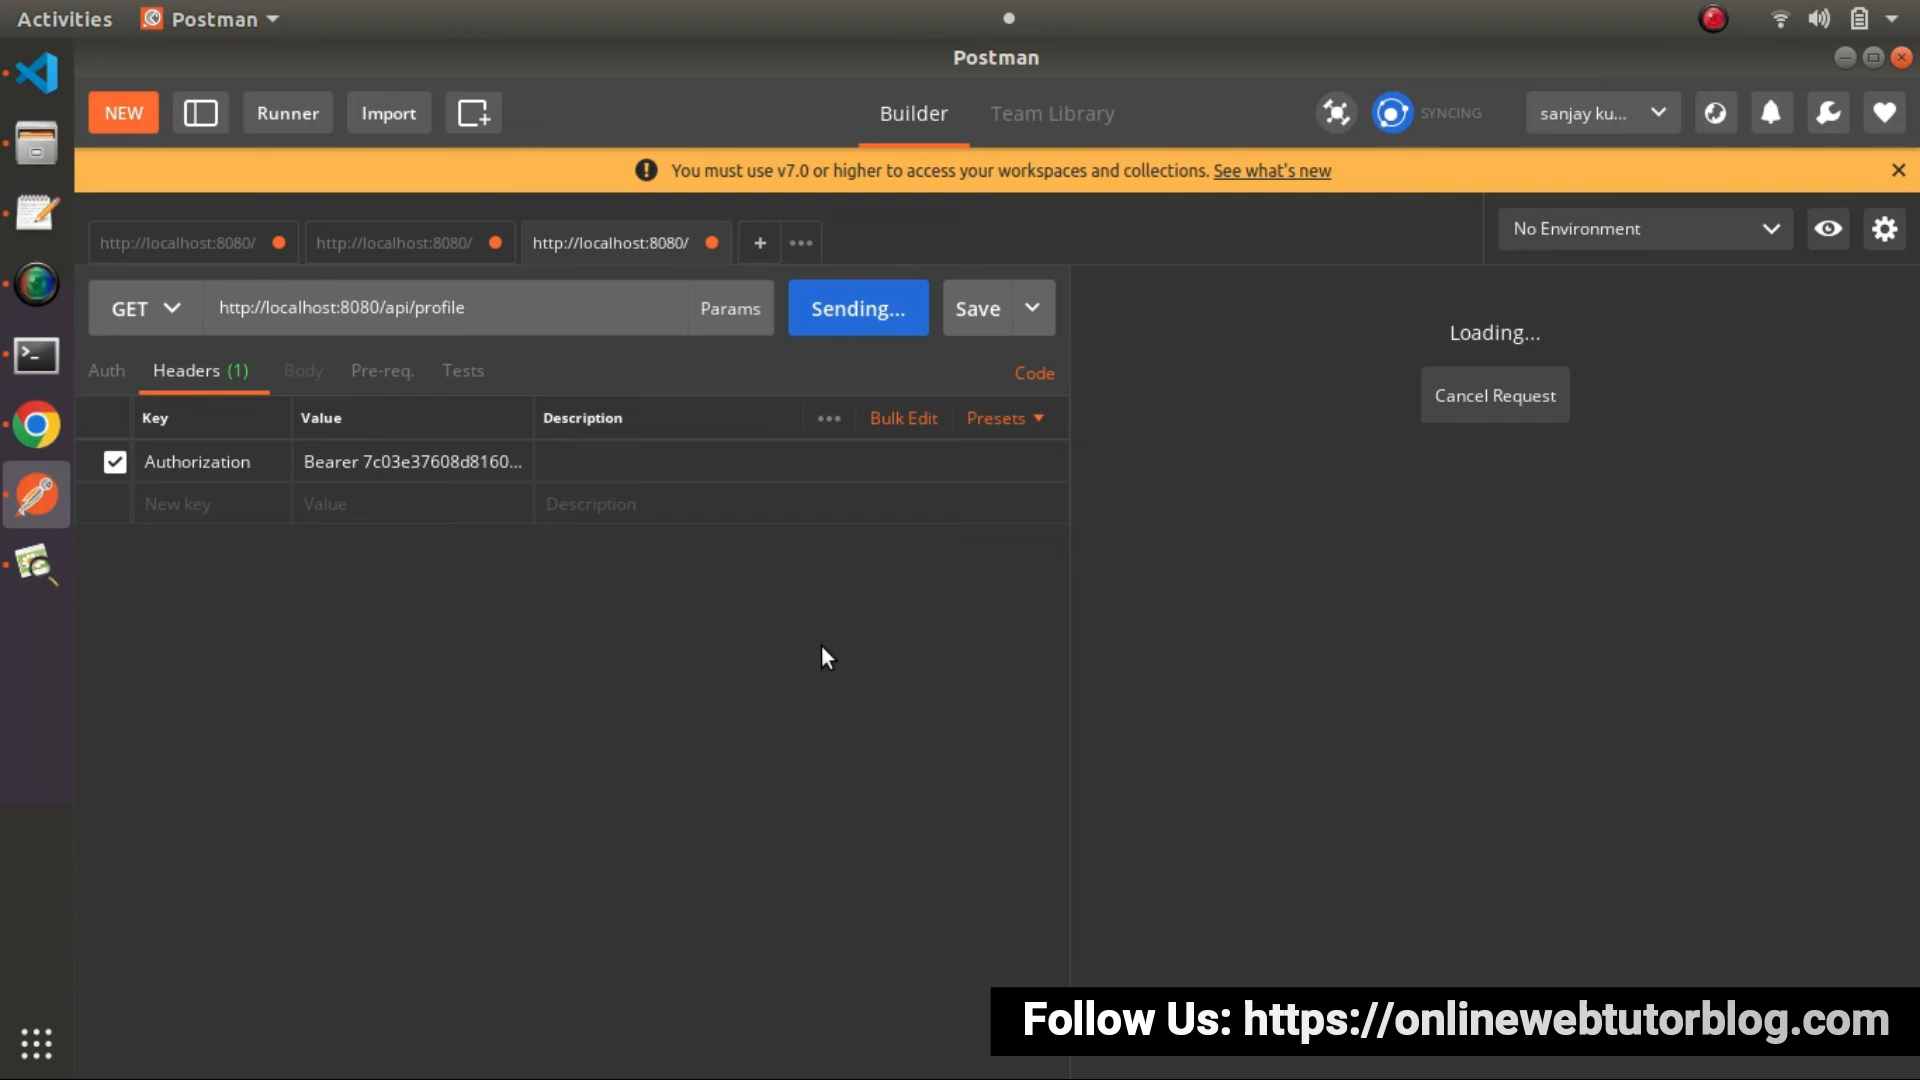 Activities
Postman
Postman
NEW
Runner
Import
Builder
Team Library
SYNCING
sanjay ku...
You must use v7.0 or higher to access your workspaces and collections. See what's new
http://localhost:8080/
http://localhost:8080/
http://localhost:8080/
No Environment
GET
http://localhost:8080/api/profile
Params
Sending...
Save
Loading...
Cancel Request
Auth
Headers (1)
Body
Pre-req.
Tests
Code
Key
Value
Description
Bulk Edit
Presets
Authorization
Bearer 7c03e37608d8160...
New key
Value
Description
Follow Us: https://onlinewebtutorblog.com